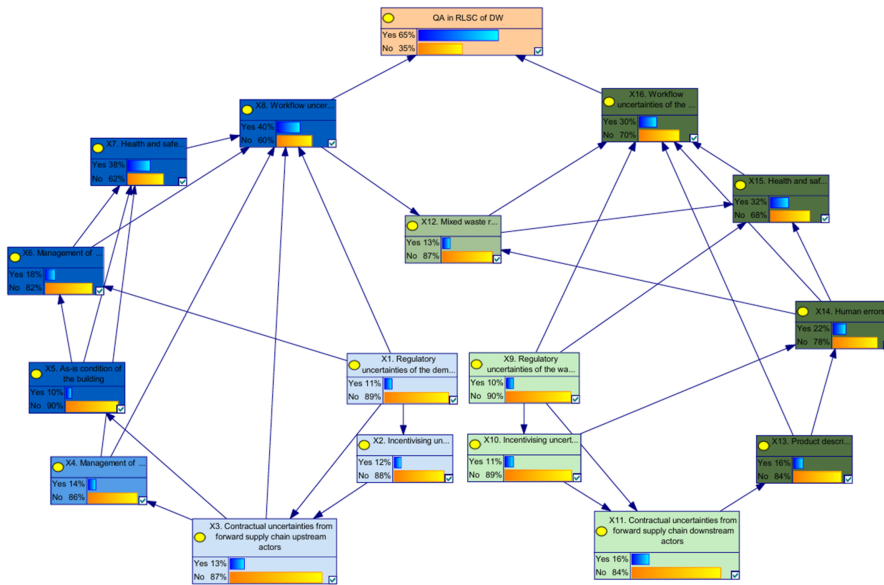 QA in RLSC of DW
Yes 65%
No 35%
X8. Workflow uncer...
Yes 40%
No 60%
X16. Workflow
uncertainties of the ...
Yes 30%
No 70%
X7. Health and safe...
Yes 38%
No 62%
X15. Health and saf...
Yes 32%
No 68%
X12. Mixed waste r...
Yes 13%
No 87%
X6. Management of ...
Yes 18%
No 82%
X14. Human errors
Yes 22%
No 78%
X5. As-is condition of
the building
Yes 10%
No 90%
X1. Regulatory
uncertainties of the dem...
Yes 11%
No 89%
X9. Regulatory
uncertainties of the wa...
Yes 10%
No 90%
X2. Incentivising un...
Yes 12%
No 88%
X10. Incentivising uncert...
Yes 11%
No 89%
X13. Product descri...
Yes 16%
No 84%
X4. Management of ...
Yes 14%
No 86%
X3. Contractual uncertainties from
forward supply chain upstream
actors
Yes 13%
No 87%
X11. Contractual uncertainties from
forward supply chain downstream
actors
Yes 16%
No 84%